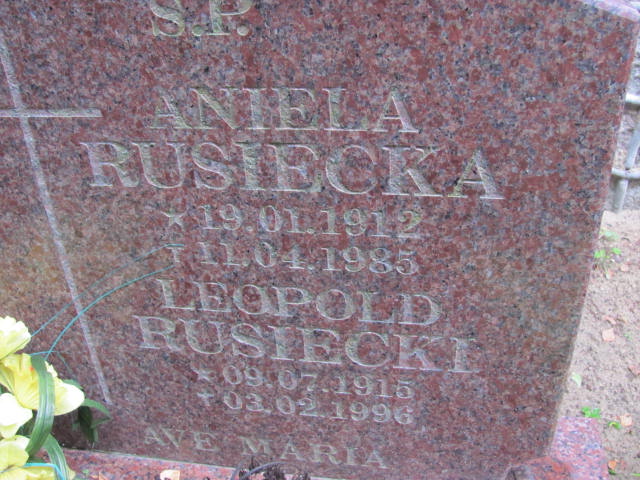 S.P.
ANIELA
RUSIECKA
* 19.01.1912
† 11.04.1985
LEOPOLD
RUSIECKI
* 09.07.1915
† 03.02.1996
AVE MARIA